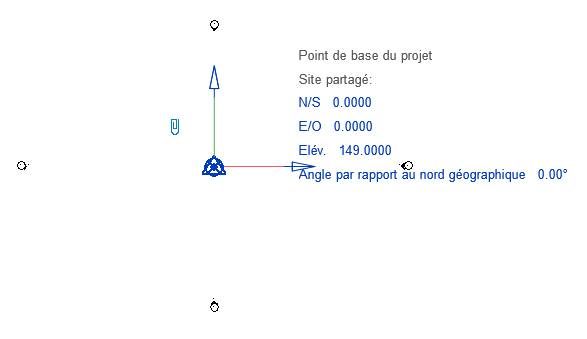 Point de base du projet
Site partagé:
N/S 0.0000
E/O 0.0000
Elév. 149.0000
Angle par rapport au nord géographique 0.00°